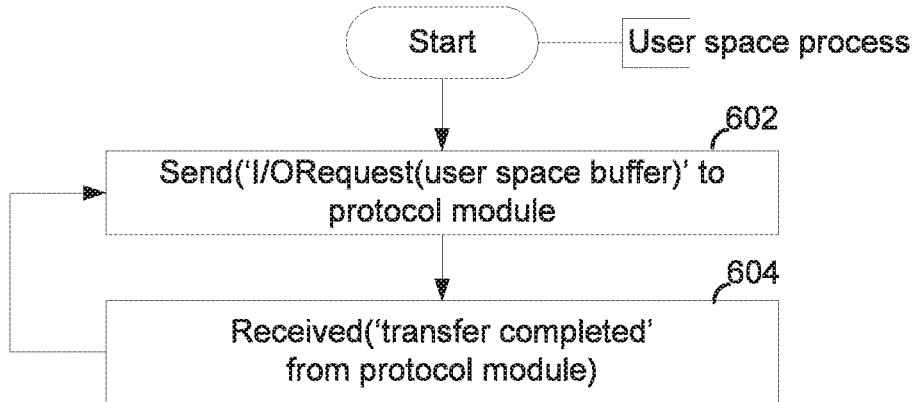 Start
User space process
602
Send('I/ORequest(user space buffer)' to
protocol module
604
Received('transfer completed'
from protocol module)